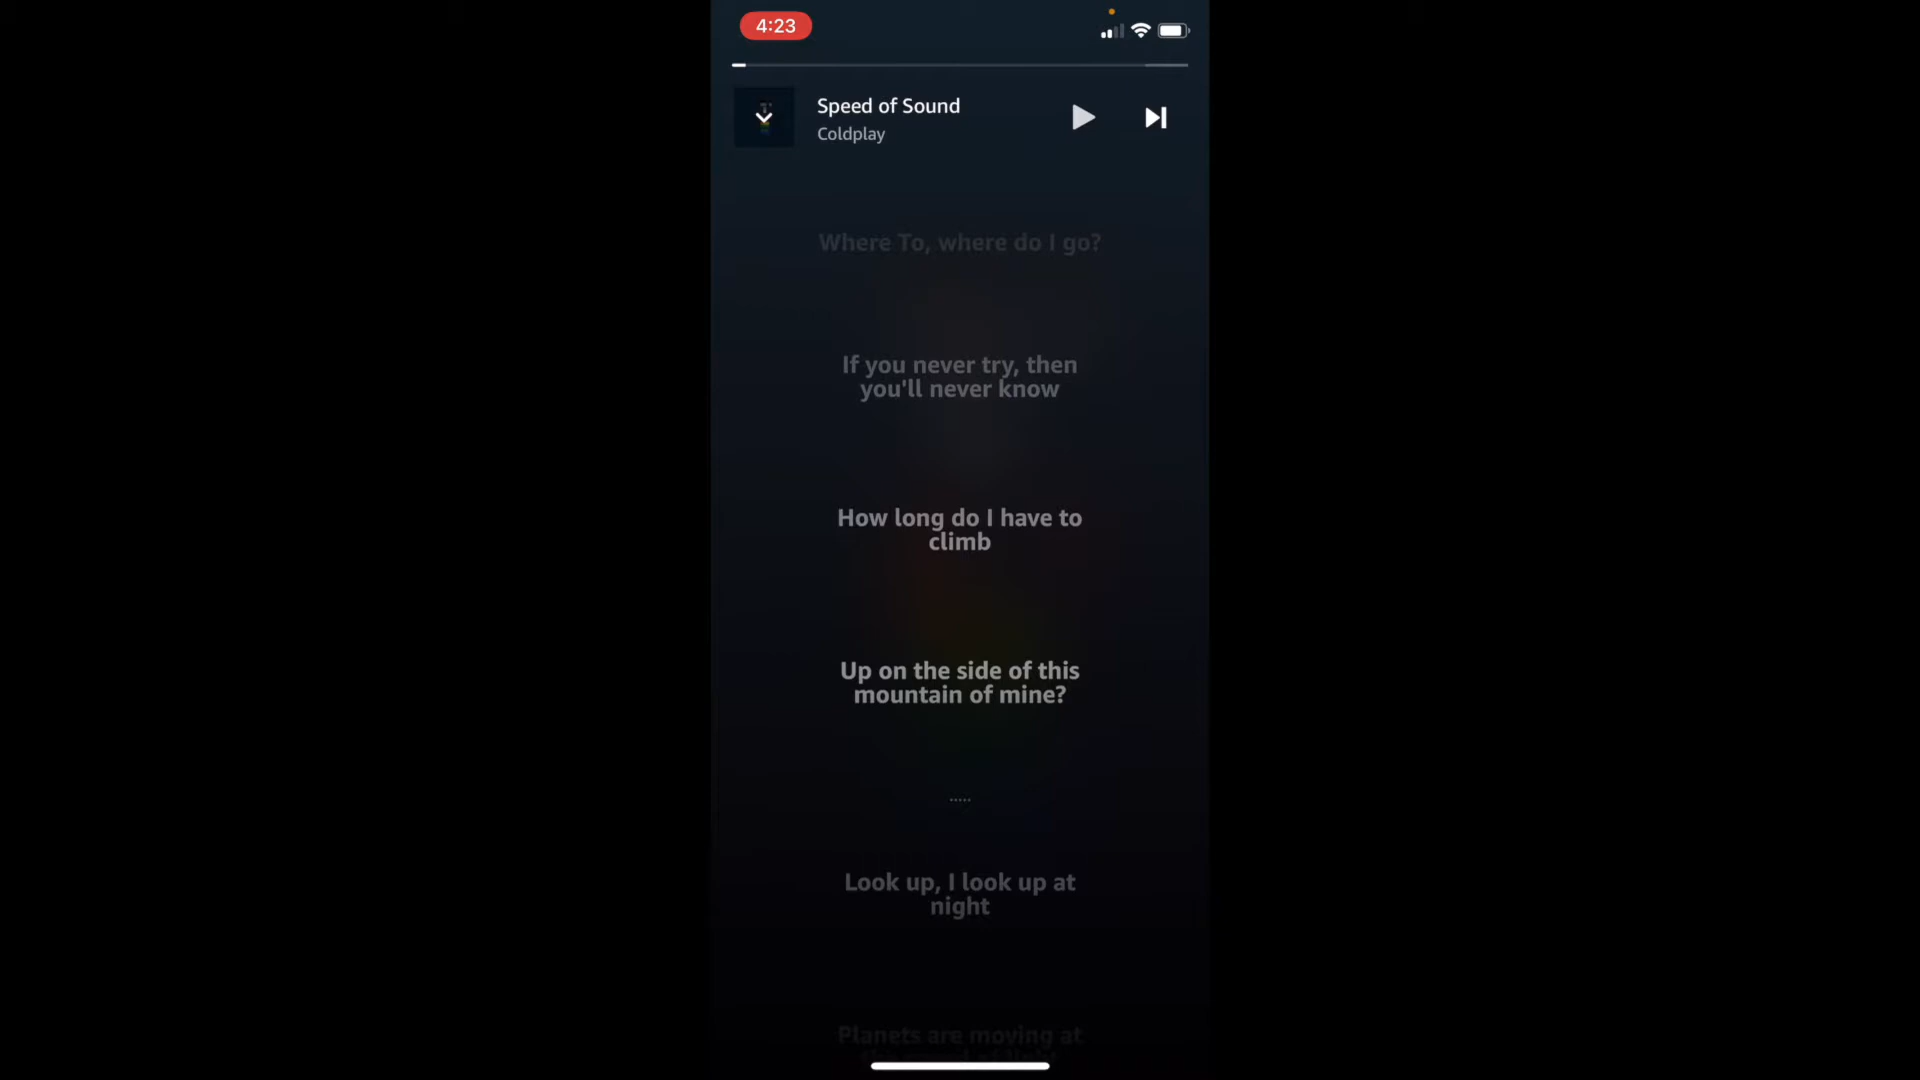 4:23
Speed of Sound
Coldplay
Where To, where do I go?
If you never try, then
you'll never know
How long do I have to
climb
Up on the side of this
mountain of mine?
.....
Look up, I look up at
night
Planets are moving at